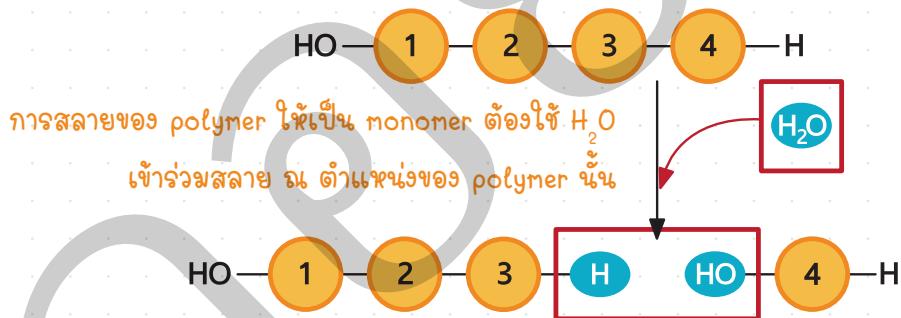 HO 1 2 3 4 H
การสลายของ polymer ให้เป็น monomer ต้องใช้ H₂O
H₂O
เข้าร่วมสลาย ณ ตำแหน่งของ polymer นั้น
HO 1 2 3 H HO 4 H